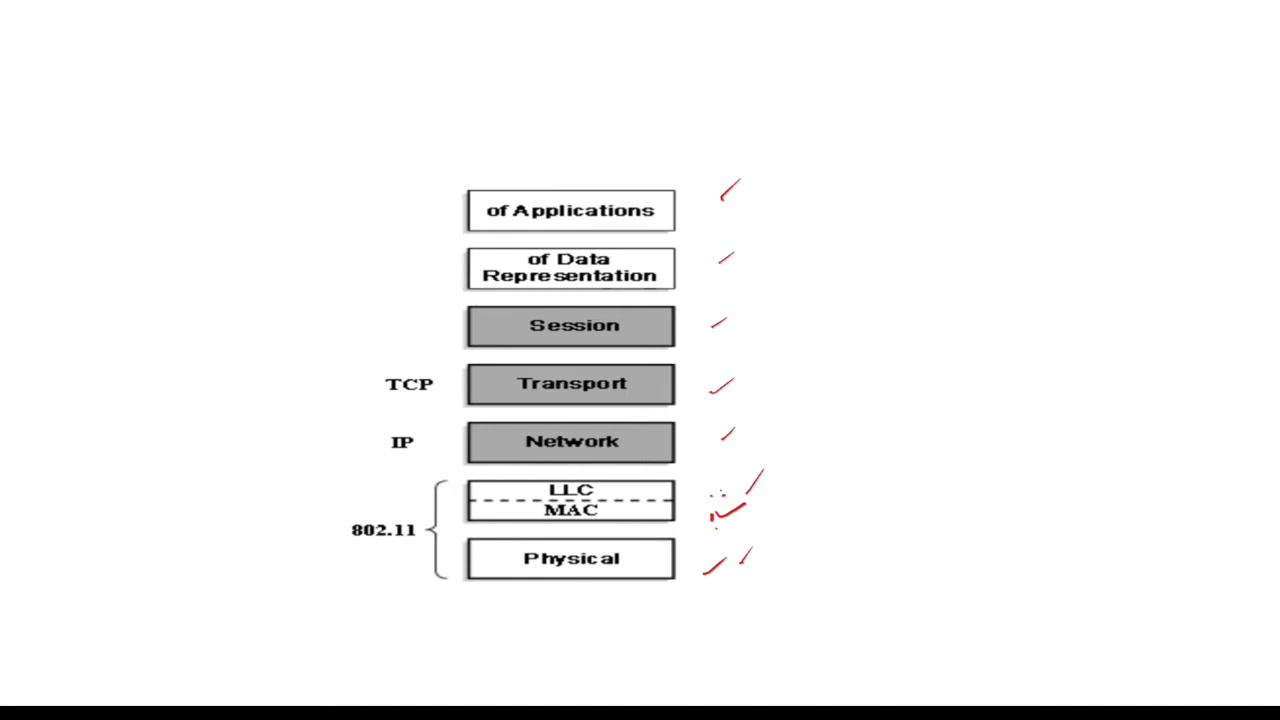 of Applications
of Data
Representation
Session
TCP Transport
IP Network
LLC
MAC
802.11
Physical